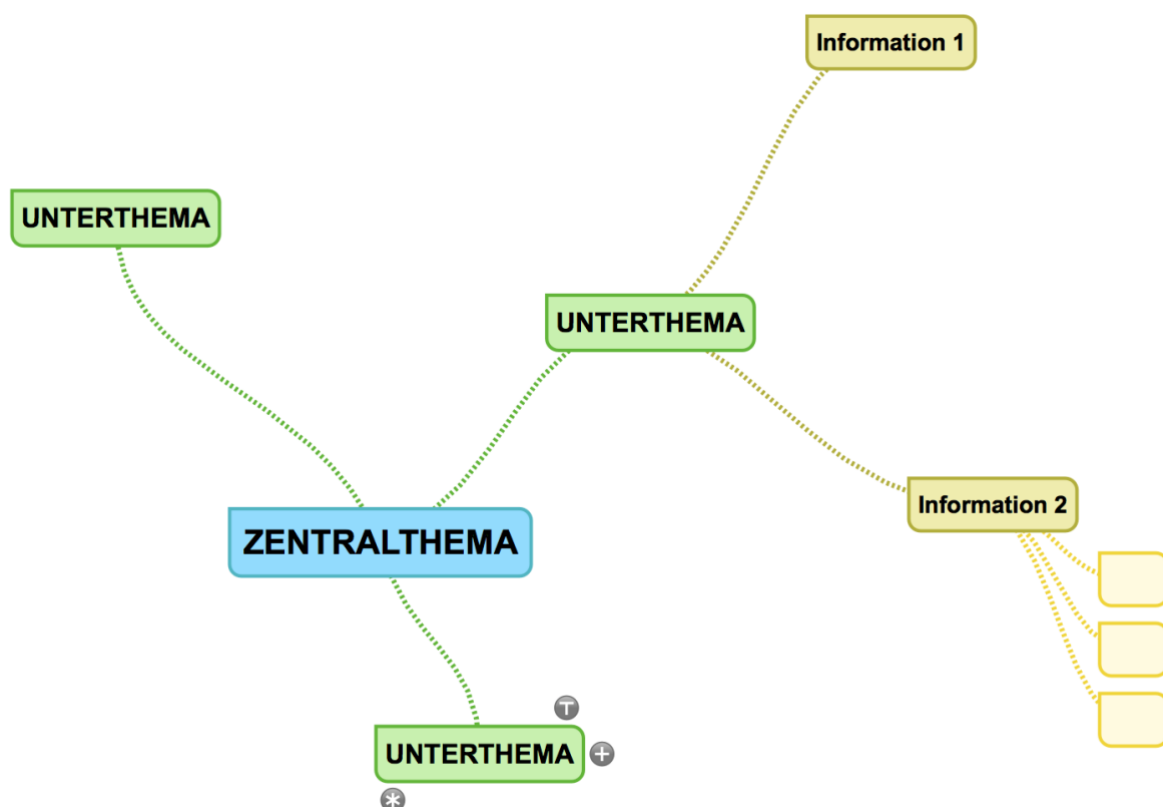 Information 1
UNTERTHEMA
UNTERTHEMA
Information 2
ZENTRALTHEMA
UNTERTHEMA
T
+
*